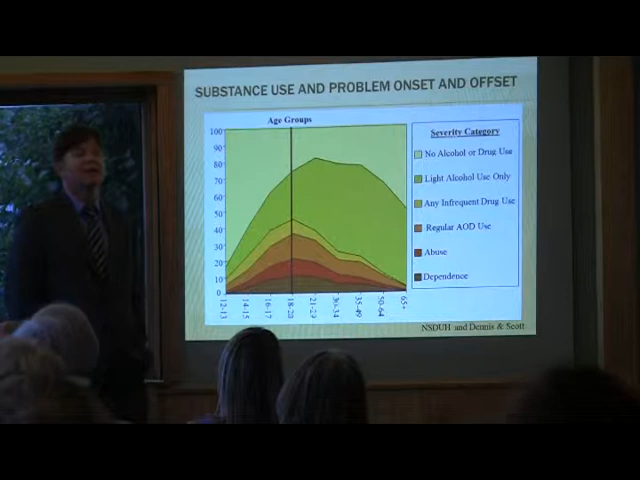 SUBSTANCE USE AND PROBLEM ONSET AND OFFSET
Age Groups
100
90
80
70
60
50
40
30
20
10
0
12-13
14-15
16-17
18-20
21-29
30-34
35-49
50-64
65+
Severity Category
No Alcohol or Drug Use
Light Alcohol Use Only
Any Infrequent Drug Use
Regular AOD Use
Abuse
Dependence
NSDUH and Dennis & Scott